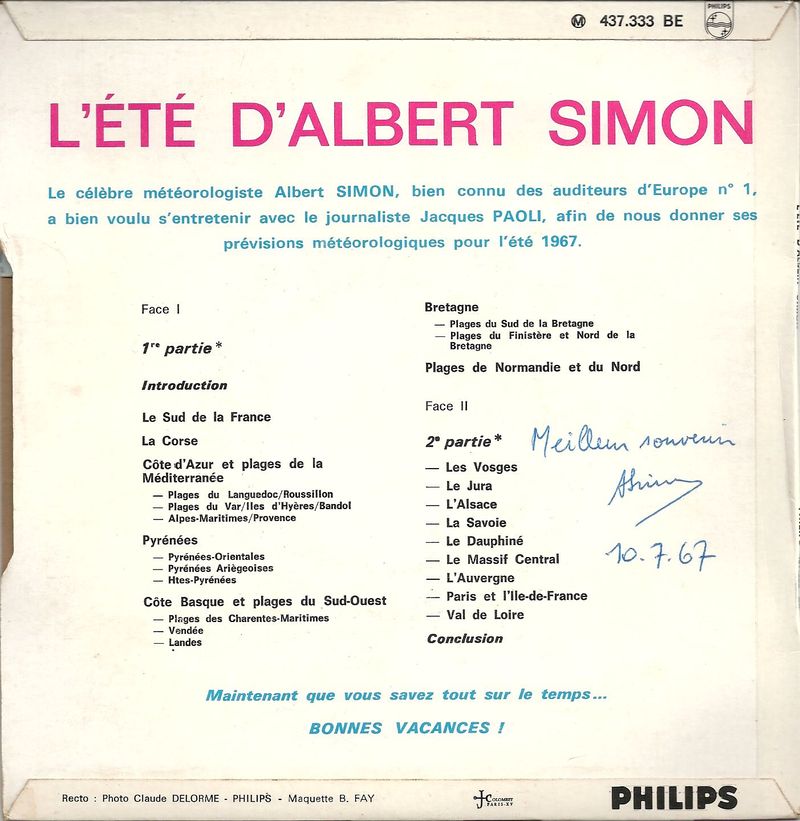 Ⓜ 437.333 BE
PHILIPS
L'ÉTÉ D'ALBERT SIMON
Le célèbre météorologiste Albert SIMON, bien connu des auditeurs d'Europe n° 1,
a bien voulu s'entretenir avec le journaliste Jacques PAOLI, afin de nous donner ses
prévisions météorologiques pour l'été 1967.
Face I
1re partie*
Introduction
Le Sud de la France
La Corse
Côte d'Azur et plages de la
Méditerranée
— Plages du Languedoc/Roussillon
— Plages du Var/Iles d'Hyères/Bandol
— Alpes-Maritimes/Provence
Pyrénées
— Pyrénées-Orientales
— Pyrénées Ariègeoises
— Htes-Pyrénées
Côte Basque et plages du Sud-Ouest
— Plages des Charentes-Maritimes
— Vendée
— Landes
Bretagne
— Plages du Sud de la Bretagne
— Plages du Finistère et Nord de la
Bretagne
Plages de Normandie et du Nord
Face II
2e partie*
— Les Vosges
— Le Jura
— L'Alsace
— La Savoie
— Le Dauphiné
— Le Massif Central
— L'Auvergne
— Paris et l'Ile-de-France
— Val de Loire
Conclusion
Meilleur souvenir
ASimon
10.7.67
Maintenant que vous savez tout sur le temps...
BONNES VACANCES !
Recto : Photo Claude DELORME - PHILIPS - Maquette B. FAY
J COLOMBET
PARIS-XV
PHILIPS